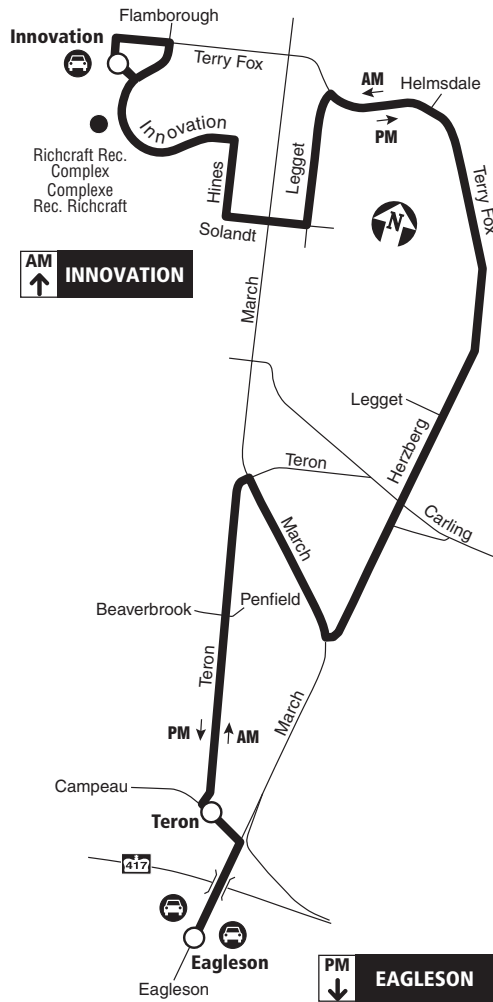 Flamborough
Innovation
Terry Fox
AM
Helmsdale
PM
Innovation
Richcraft Rec.
Complex
Complexe
Rec. Richcraft
Hines
Legget
Terry Fox
Solandt
N
AM
INNOVATION
March
Legget
Herzberg
Teron
Carling
March
Beaverbrook
Penfield
Teron
March
PM
AM
Campeau
Teron
417
Eagleson
Eagleson
PM
EAGLESON